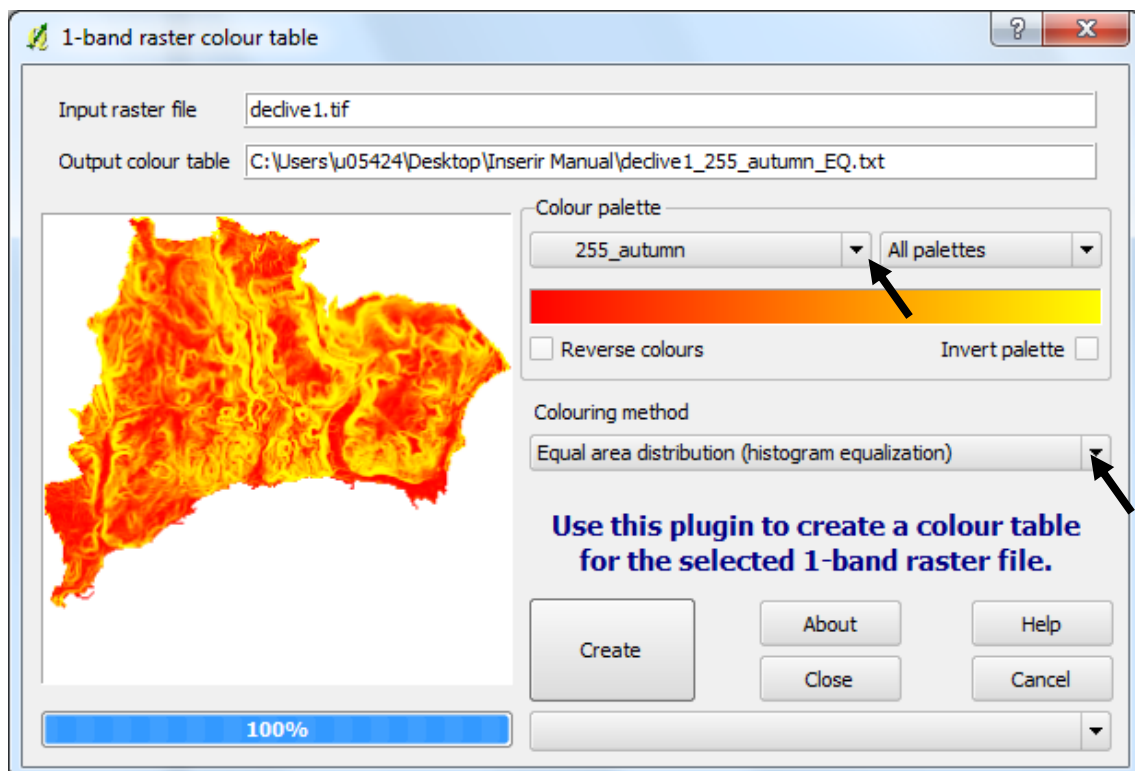 1-band raster colour table
Input raster file declive1.tif
Output colour table C:\Users\u05424\Desktop\Inserir Manual\declive1_255_autumn_EQ.txt
Colour palette
255_autumn All palettes
Reverse colours Invert palette
Colouring method
Equal area distribution (histogram equalization)
Use this plugin to create a colour table
for the selected 1-band raster file.
Create
About Help
Close Cancel
100%